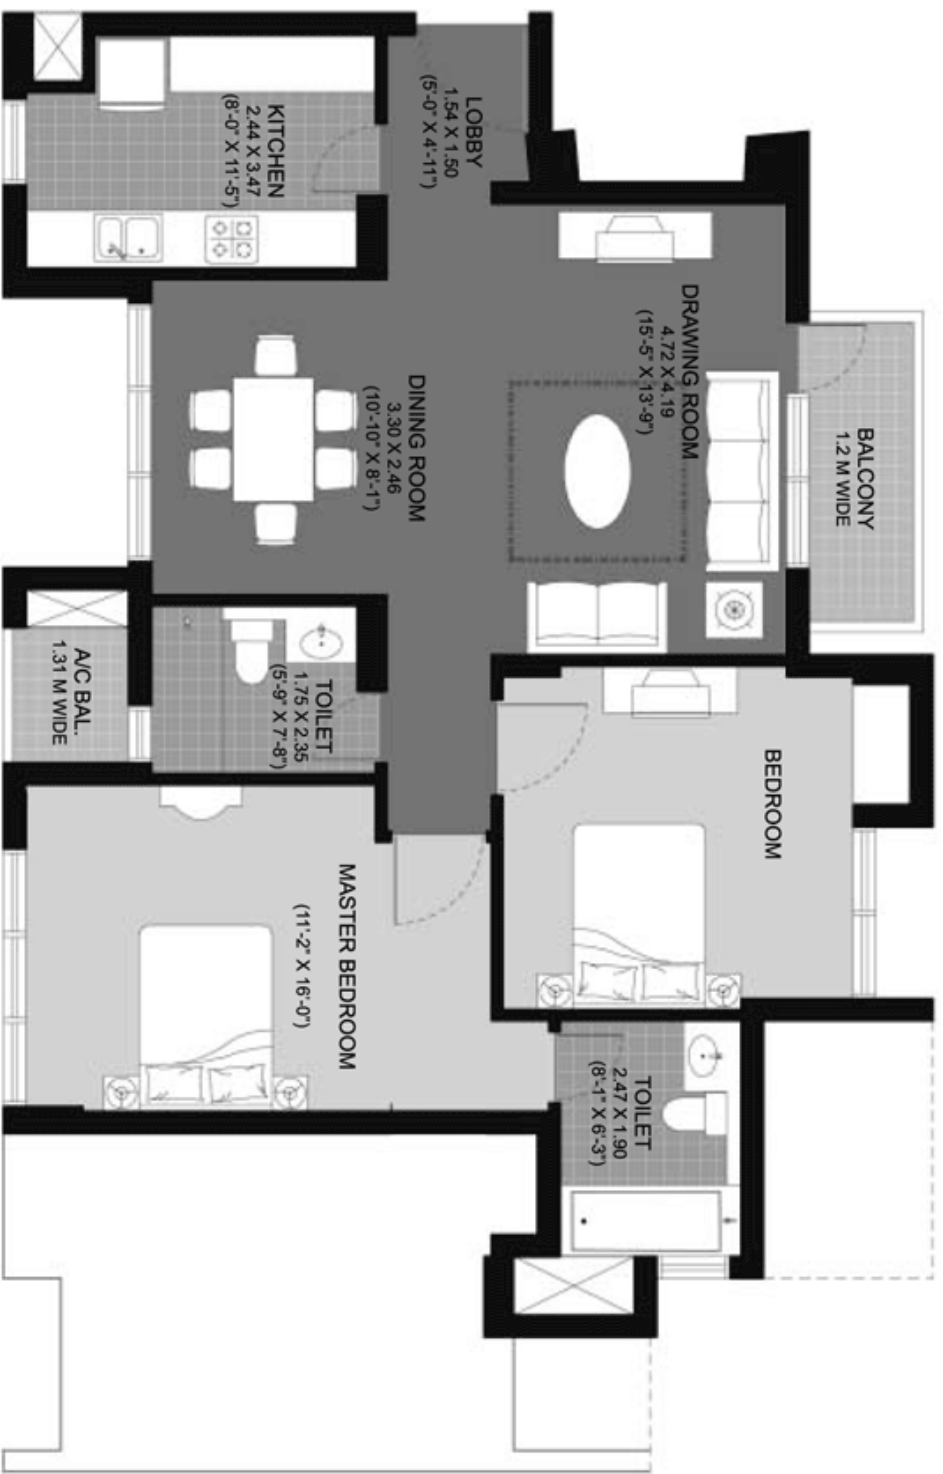 LOBBY
1.54 X 1.50
(5'-0" X 4'-11")
KITCHEN
2.44 X 3.47
(8'-0" X 11'-5")
DRAWING ROOM
4.72 X 4.19
(15'-5" X 13'-9")
BALCONY
1.2 M WIDE
DINING ROOM
3.30 X 2.46
(10'-10" X 8'-1")
A/C BAL.
1.31 M WIDE
TOILET
1.75 X 2.35
(5'-9" X 7'-8")
BEDROOM
MASTER BEDROOM
(11'-2" X 16'-0")
TOILET
2.47 X 1.90
(8'-1" X 6'-3")